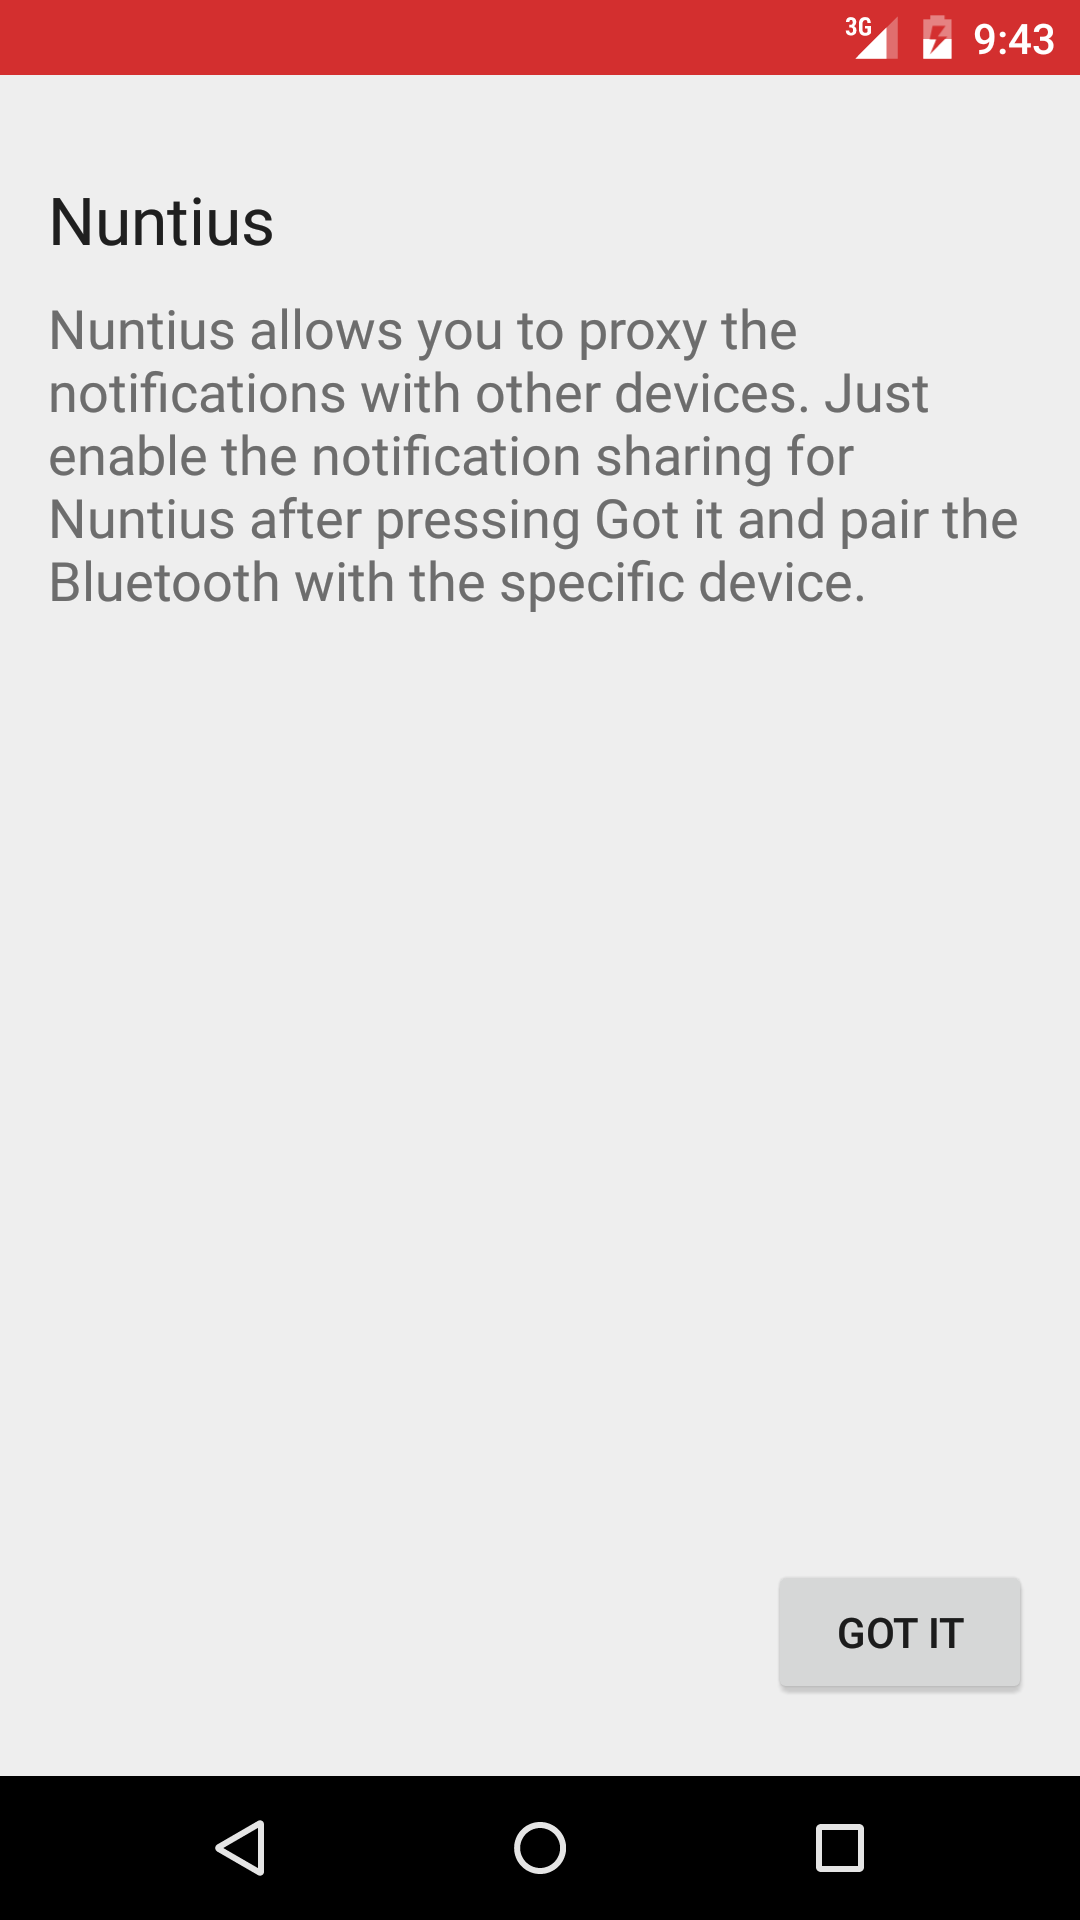 3G 9:43
Nuntius
Nuntius allows you to proxy the
notifications with other devices. Just
enable the notification sharing for
Nuntius after pressing Got it and pair the
Bluetooth with the specific device.
GOT IT